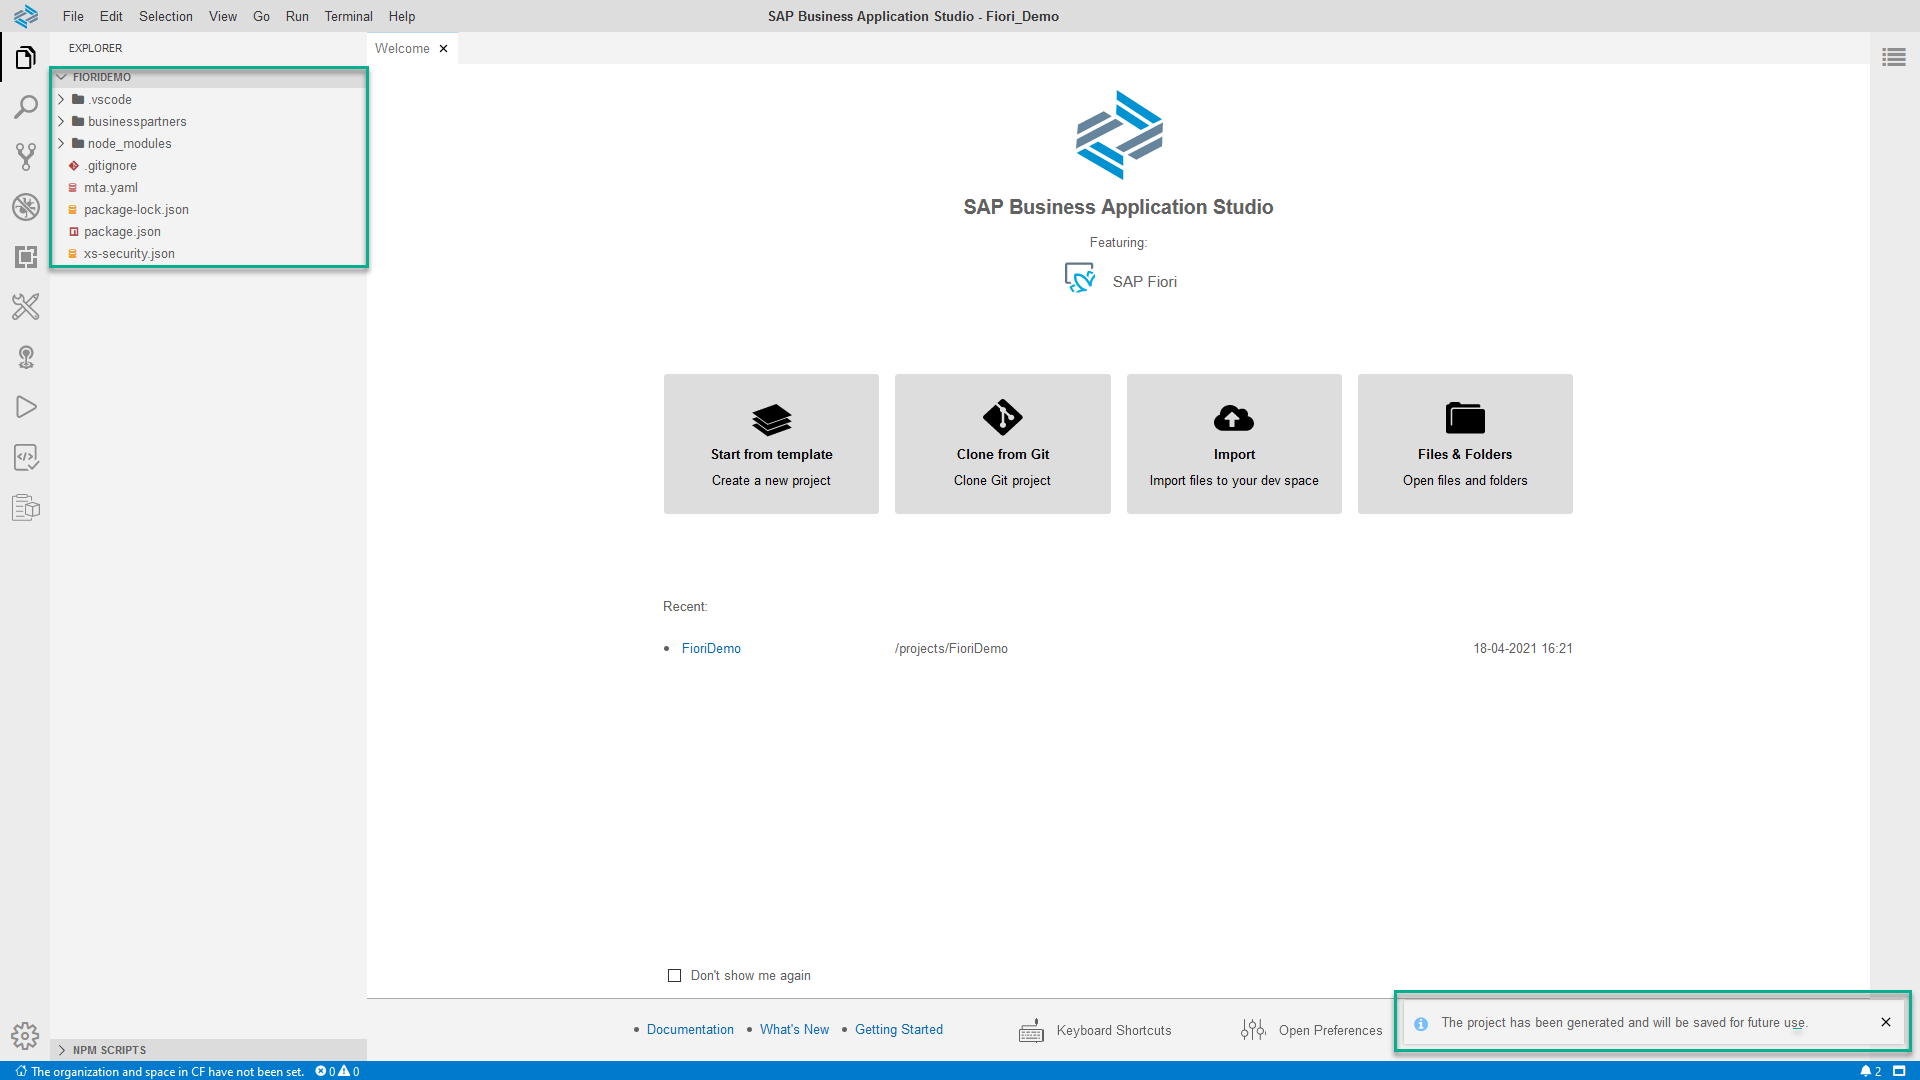 File Edit Selection View Go Run Terminal Help
SAP Business Application Studio - Fiori_Demo
EXPLORER
FIORIDEMO
.vscode
businesspartners
node_modules
.gitignore
mta.yaml
package-lock.json
package.json
xs-security.json
NPM SCRIPTS
Welcome
SAP Business Application Studio
Featuring:
SAP Fiori
Start from template
Create a new project
Clone from Git
Clone Git project
Import
Import files to your dev space
Files & Folders
Open files and folders
Recent:
FioriDemo /projects/FioriDemo 18-04-2021 16:21
Don't show me again
Documentation What's New Getting Started Keyboard Shortcuts Open Preferences
The project has been generated and will be saved for future use.
The organization and space in CF have not been set. 0 0 2